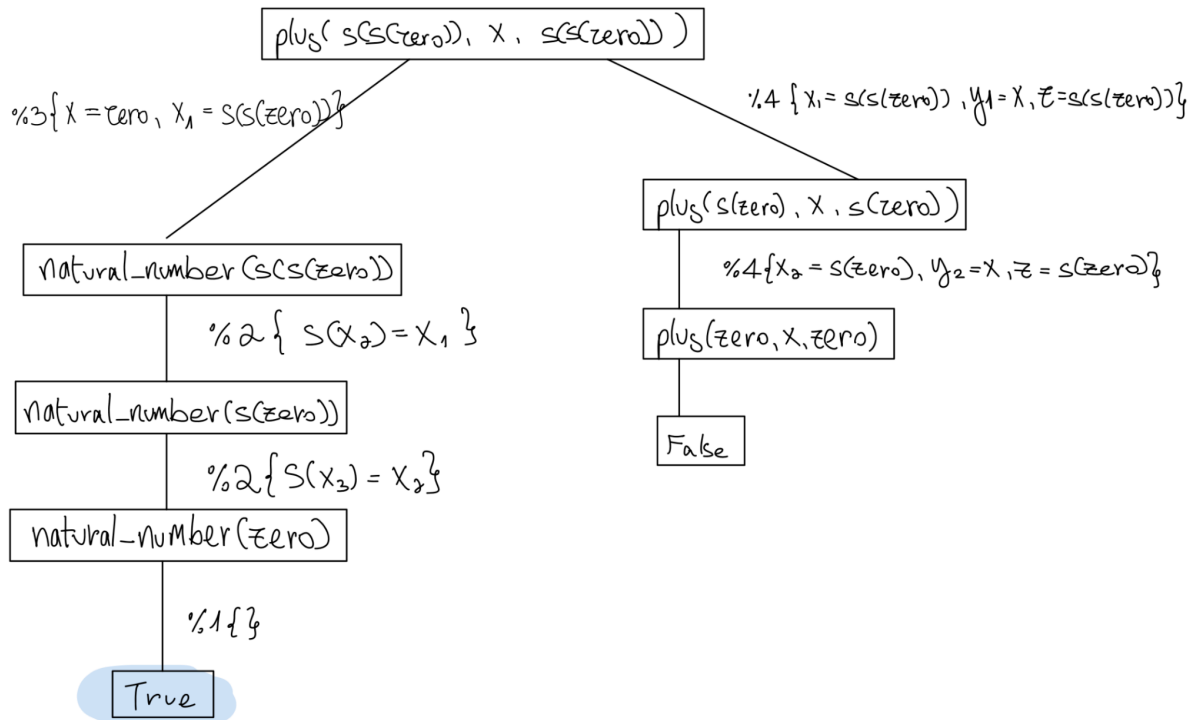 plus( s(s(zero)), X, s(s(zero)) )
%3{X = zero, X₁ = s(s(zero))}
%4 {X₁= s(s(zero)), y1=X, z=s(s(zero))}
plus(s(zero), X, s(zero))
natural_number(s(s(zero))
%4{X₂ = s(zero), y₂=X, z = s(zero)}
%2{ S(X₂)=X₁ }
plus(zero, X, zero)
natural_number(s(zero))
False
%2{S(X₃) = X₂}
natural_number(zero)
%1{}
True